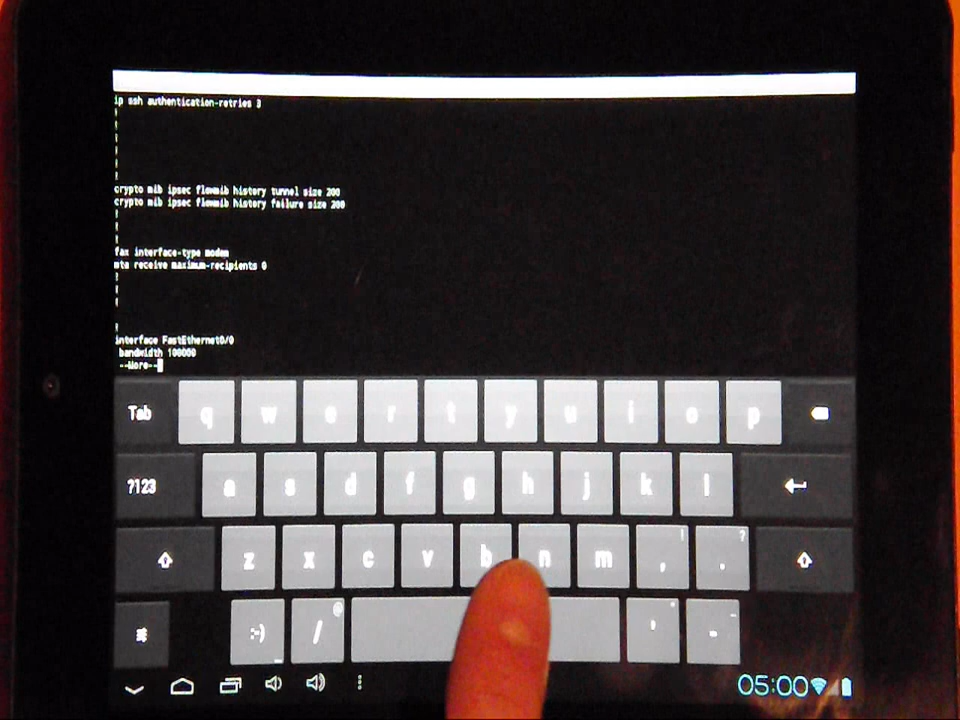 ip ssh authentication-retries 3
!
!
!
!
!
!
crypto mib ipsec flowmib history tunnel size 200
crypto mib ipsec flowmib history failure size 200
!
!
!
fax interface-type modem
mta receive maximum-recipients 0
!
!
!
!
interface FastEthernet0/0
bandwidth 100000
--More--
Tab q w e r t y u i o p
?123 a s d f g h j k l
z x c v b n m , ! . ?
:-) _ / @ ' " - _
05:00